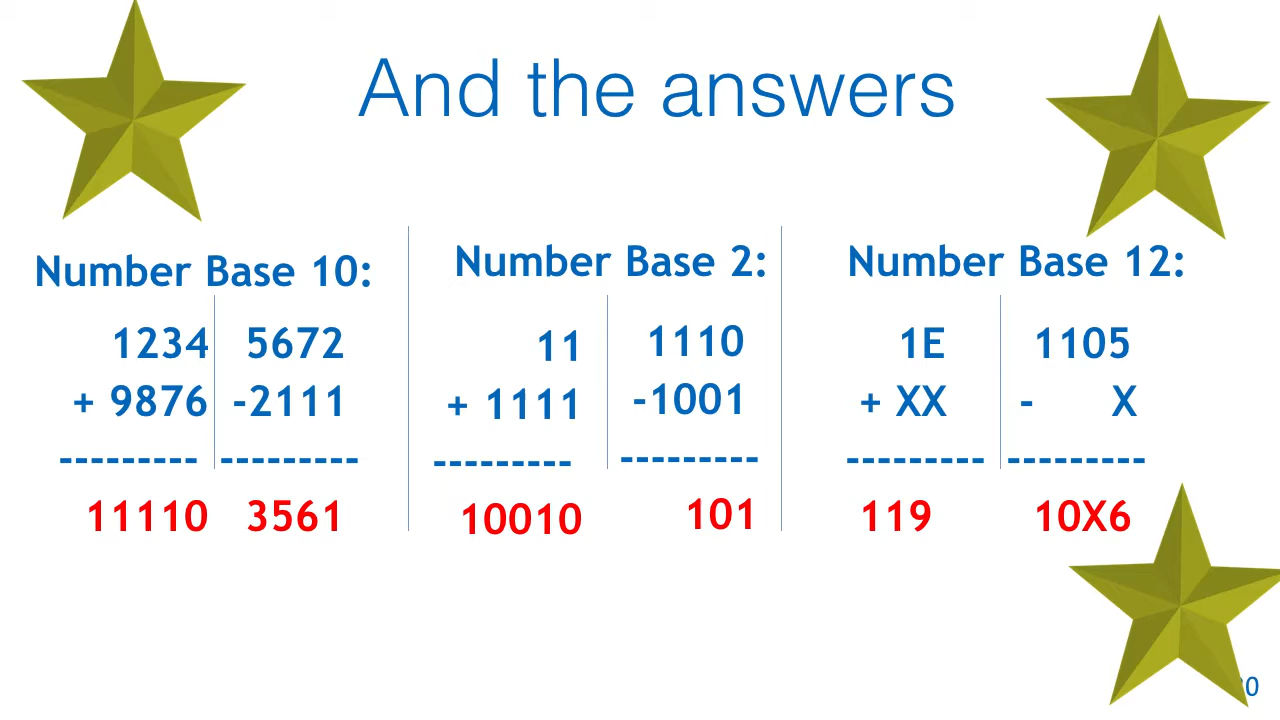 And the answers
Number Base 10:
1234
+ 9876
---------
11110
5672
-2111
---------
3561
Number Base 2:
11
+ 1111
---------
10010
1110
-1001
---------
101
Number Base 12:
1E
+ XX
---------
119
1105
- X
---------
10X6